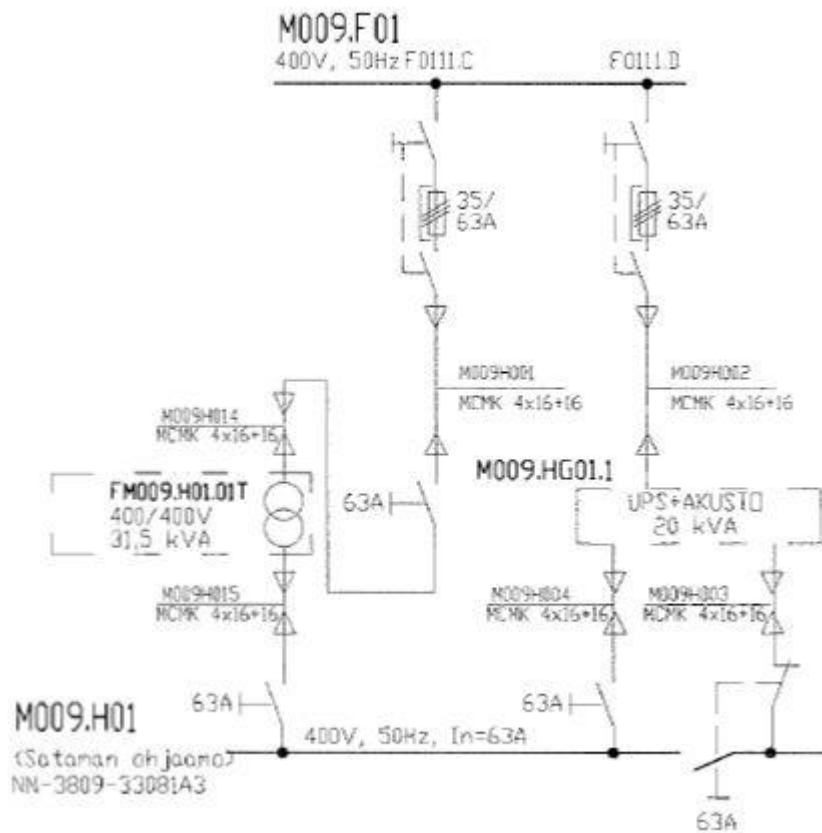 M009.F01
400V, 50Hz F0111.C
F0111.D
35/
63A
35/
63A
M009H001
MCMK 4x16+16
M009H002
MCMK 4x16+16
M009H014
MCMK 4x16+16
M009.HG01.1
FM009.H01.01T
400/400V
31,5 kVA
63A
UPS+AKUSTO
20 kVA
M009H015
MCMK 4x16+16
M009H004
MCMK 4x16+16
M009H003
MCMK 4x16+16
63A
63A
M009.H01
400V, 50Hz, In=63A
(Sataman ohjaamo)
NN-3809-33081A3
63A